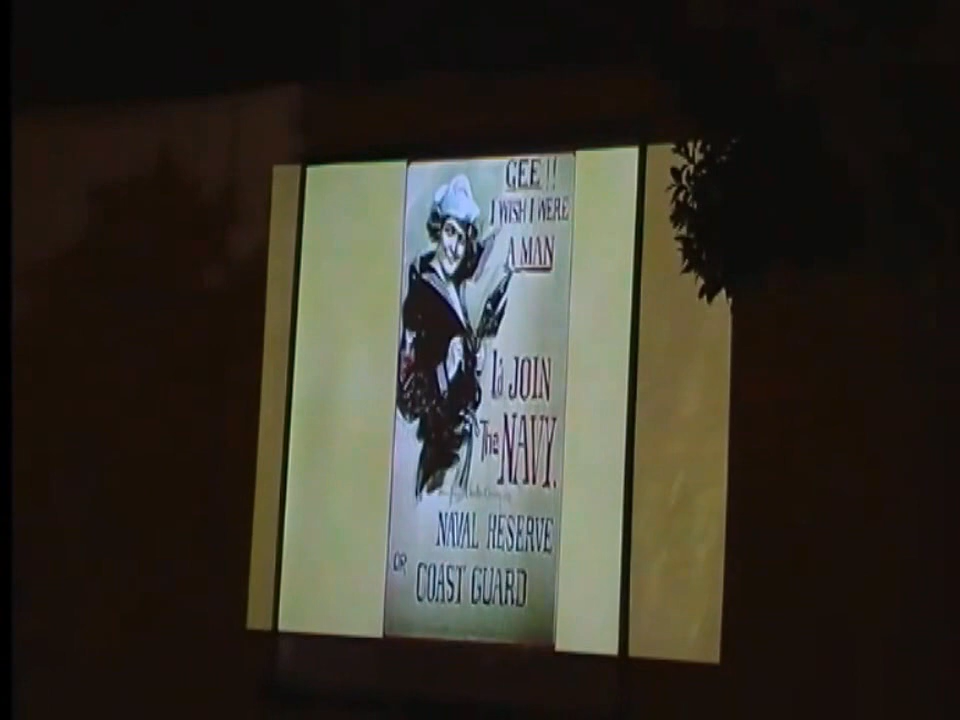 GEE!!
I WISH I WERE
A MAN
I'd JOIN
The NAVY.
NAVAL RESERVE
OR
COAST GUARD